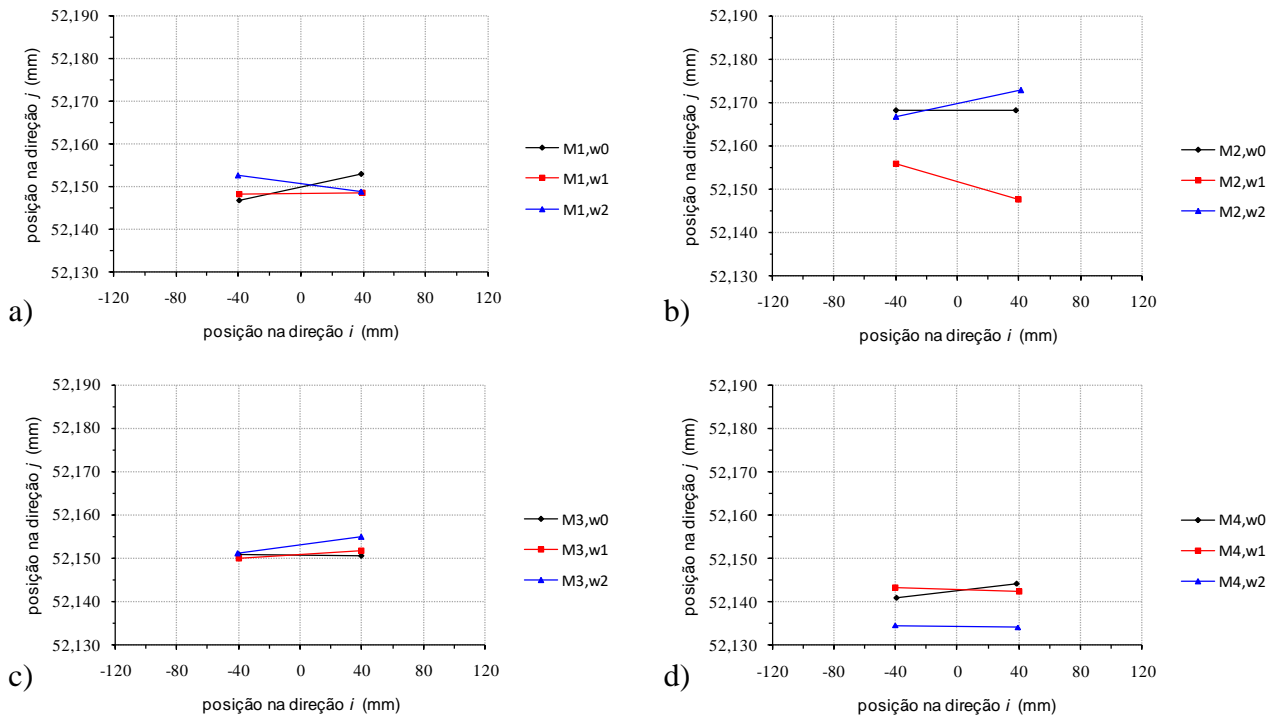 52,190
52,180
52,170
52,160
52,150
52,140
52,130
-120 -80 -40 0 40 80 120
posição na direção j (mm)
posição na direção i (mm)
M1,w0
M1,w1
M1,w2
a)
52,190
52,180
52,170
52,160
52,150
52,140
52,130
-120 -80 -40 0 40 80 120
posição na direção j (mm)
posição na direção i (mm)
M2,w0
M2,w1
M2,w2
b)
52,190
52,180
52,170
52,160
52,150
52,140
52,130
-120 -80 -40 0 40 80 120
posição na direção j (mm)
posição na direção i (mm)
M3,w0
M3,w1
M3,w2
c)
52,190
52,180
52,170
52,160
52,150
52,140
52,130
-120 -80 -40 0 40 80 120
posição na direção j (mm)
posição na direção i (mm)
M4,w0
M4,w1
M4,w2
d)